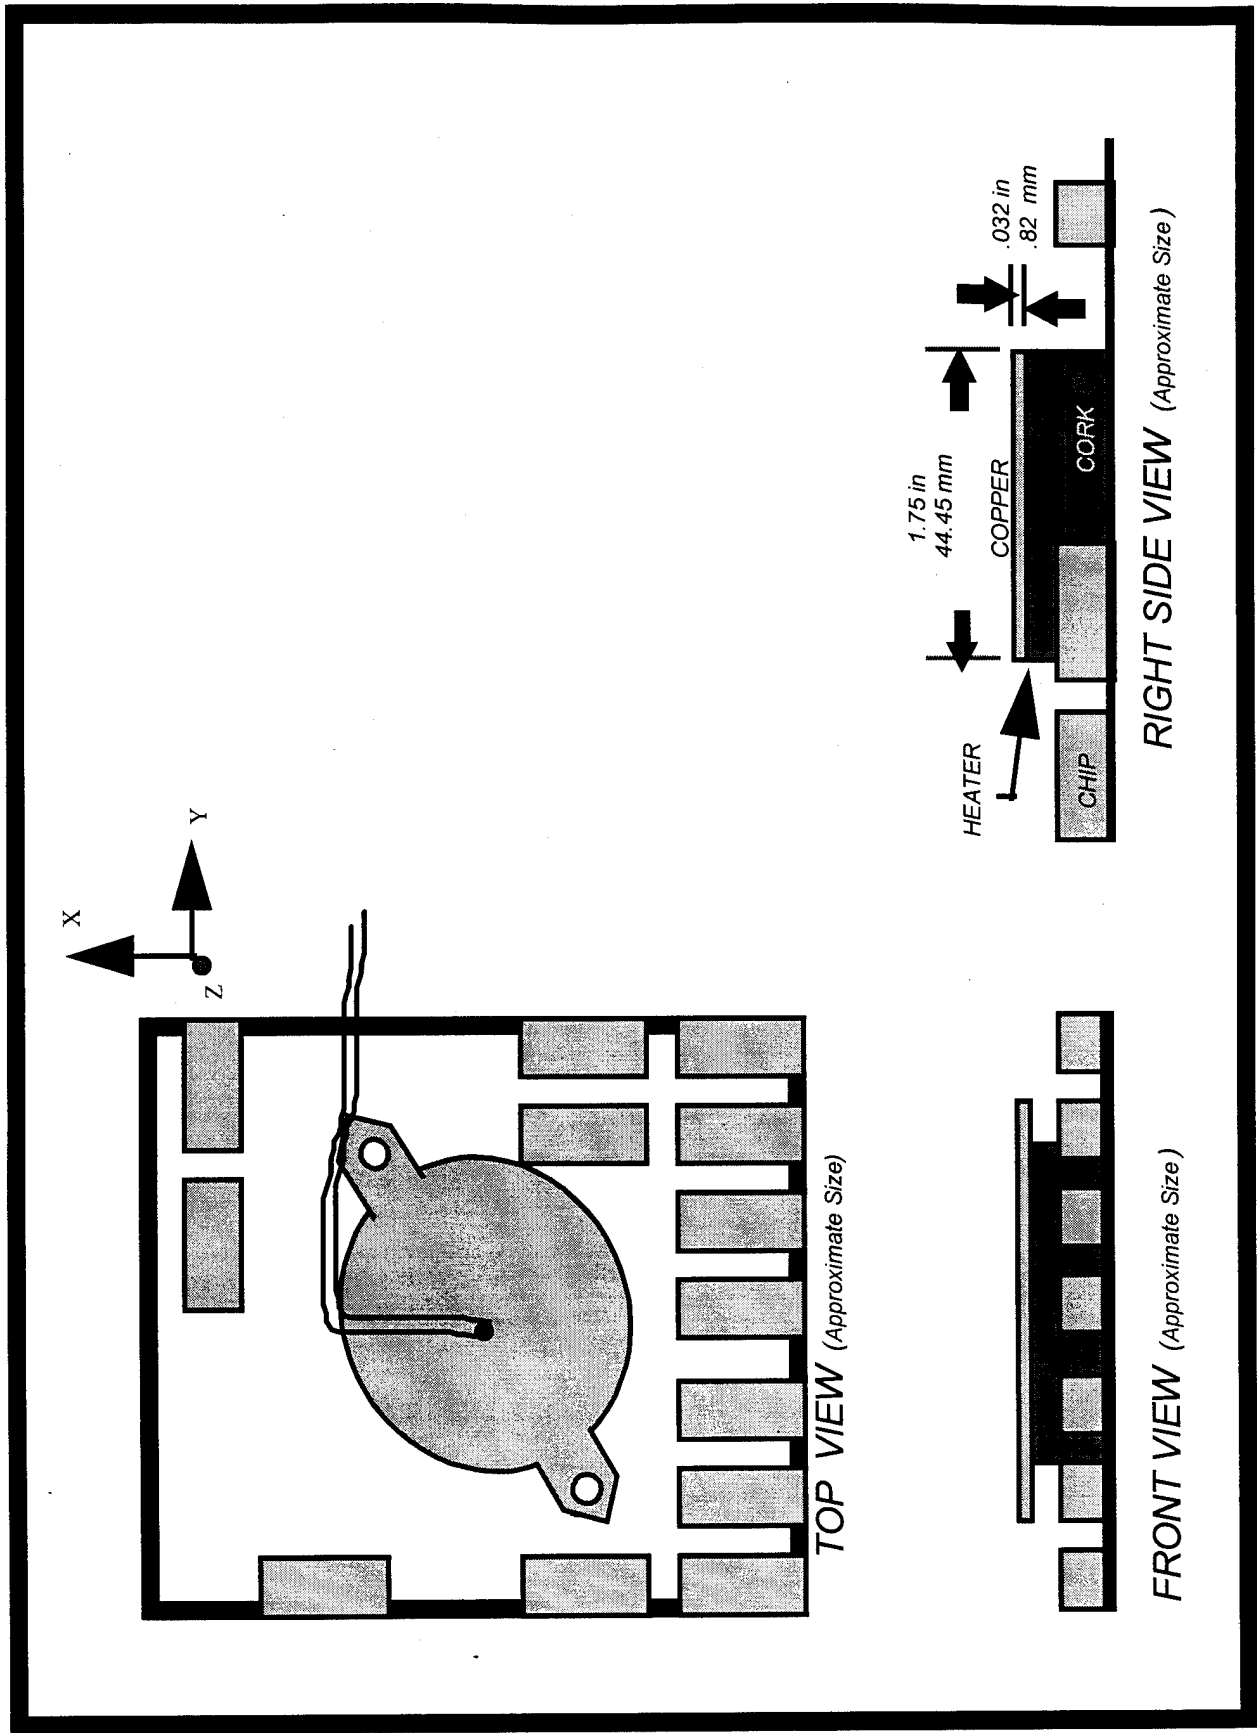 X
Y
Z
TOP VIEW (Approximate Size)
1.75 in
44.45 mm
.032 in
.82 mm
COPPER
HEATER
CHIP
CORK
FRONT VIEW (Approximate Size)
RIGHT SIDE VIEW (Approximate Size)